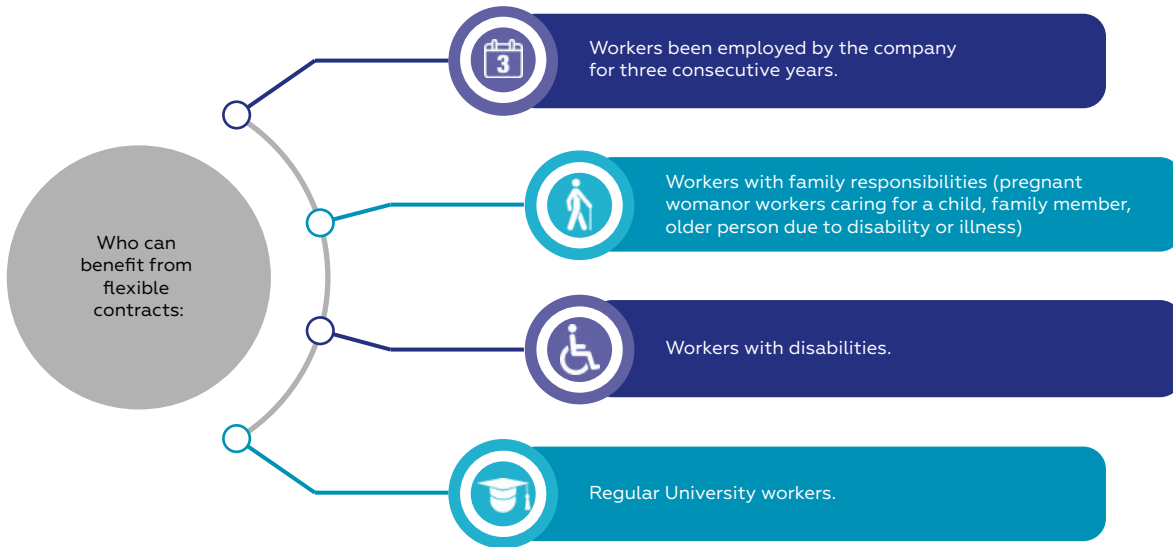 Who can
benefit from
flexible
contracts:
3
Workers been employed by the company
for three consecutive years.
Workers with family responsibilities (pregnant
womanor workers caring for a child, family member,
older person due to disability or illness)
Workers with disabilities.
Regular University workers.